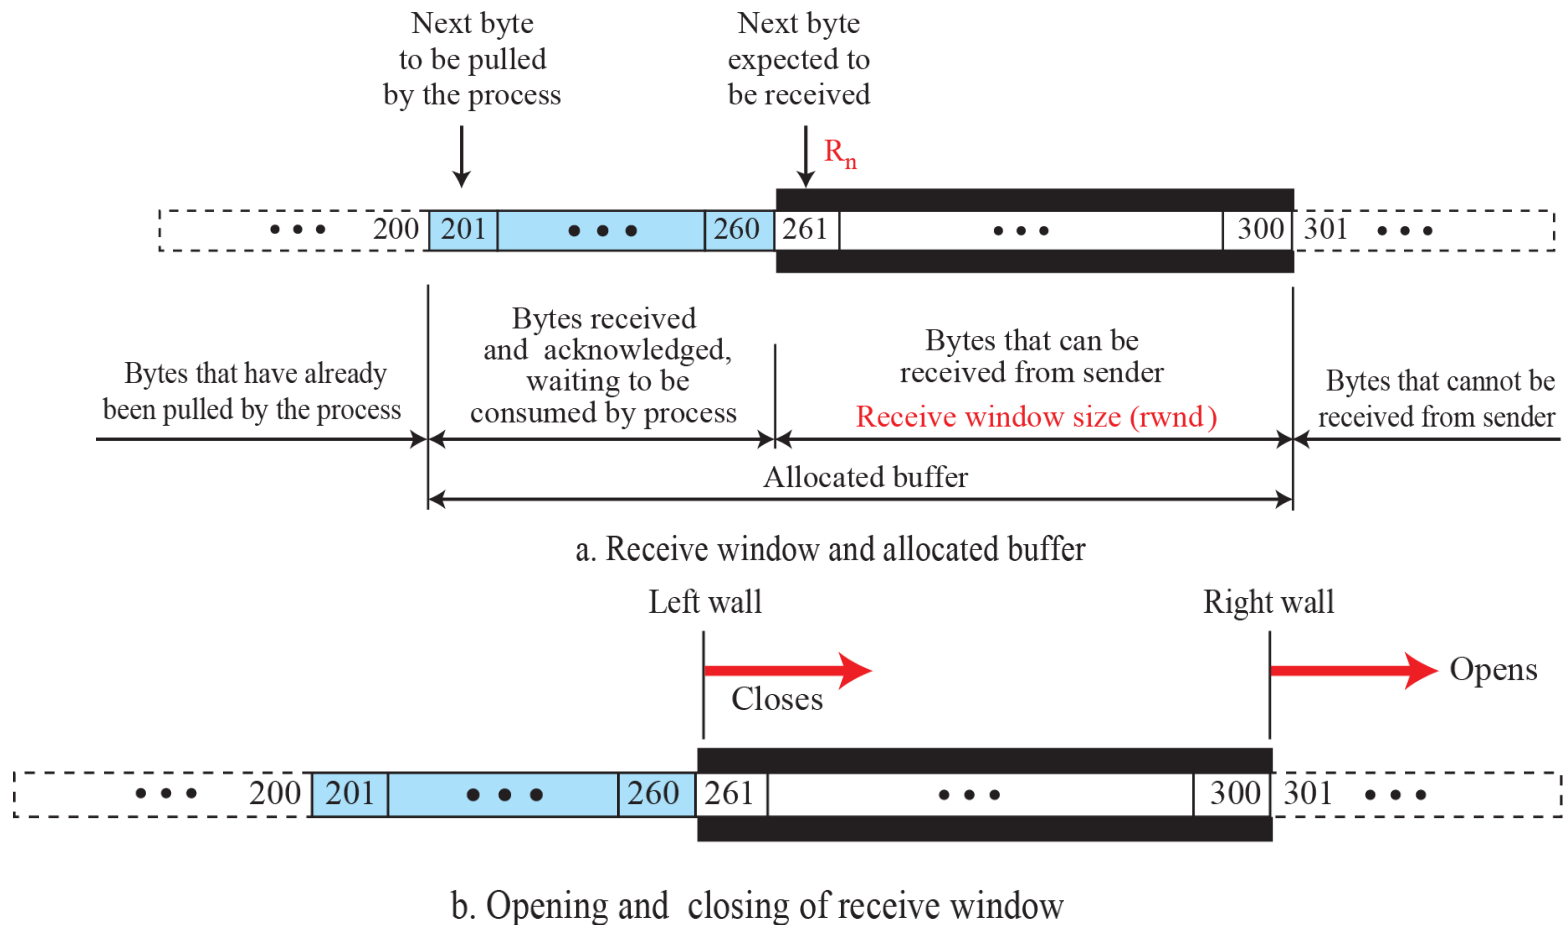 Next byte
to be pulled
by the process
Next byte
expected to
be received
Rn
••• 200 201 ••• 260 261 ••• 300 301 •••
Bytes that have already
been pulled by the process
Bytes received
and acknowledged,
waiting to be
consumed by process
Bytes that can be
received from sender
Receive window size (rwnd)
Bytes that cannot be
received from sender
Allocated buffer
a. Receive window and allocated buffer
Left wall
Right wall
Closes
Opens
••• 200 201 ••• 260 261 ••• 300 301 •••
b. Opening and closing of receive window